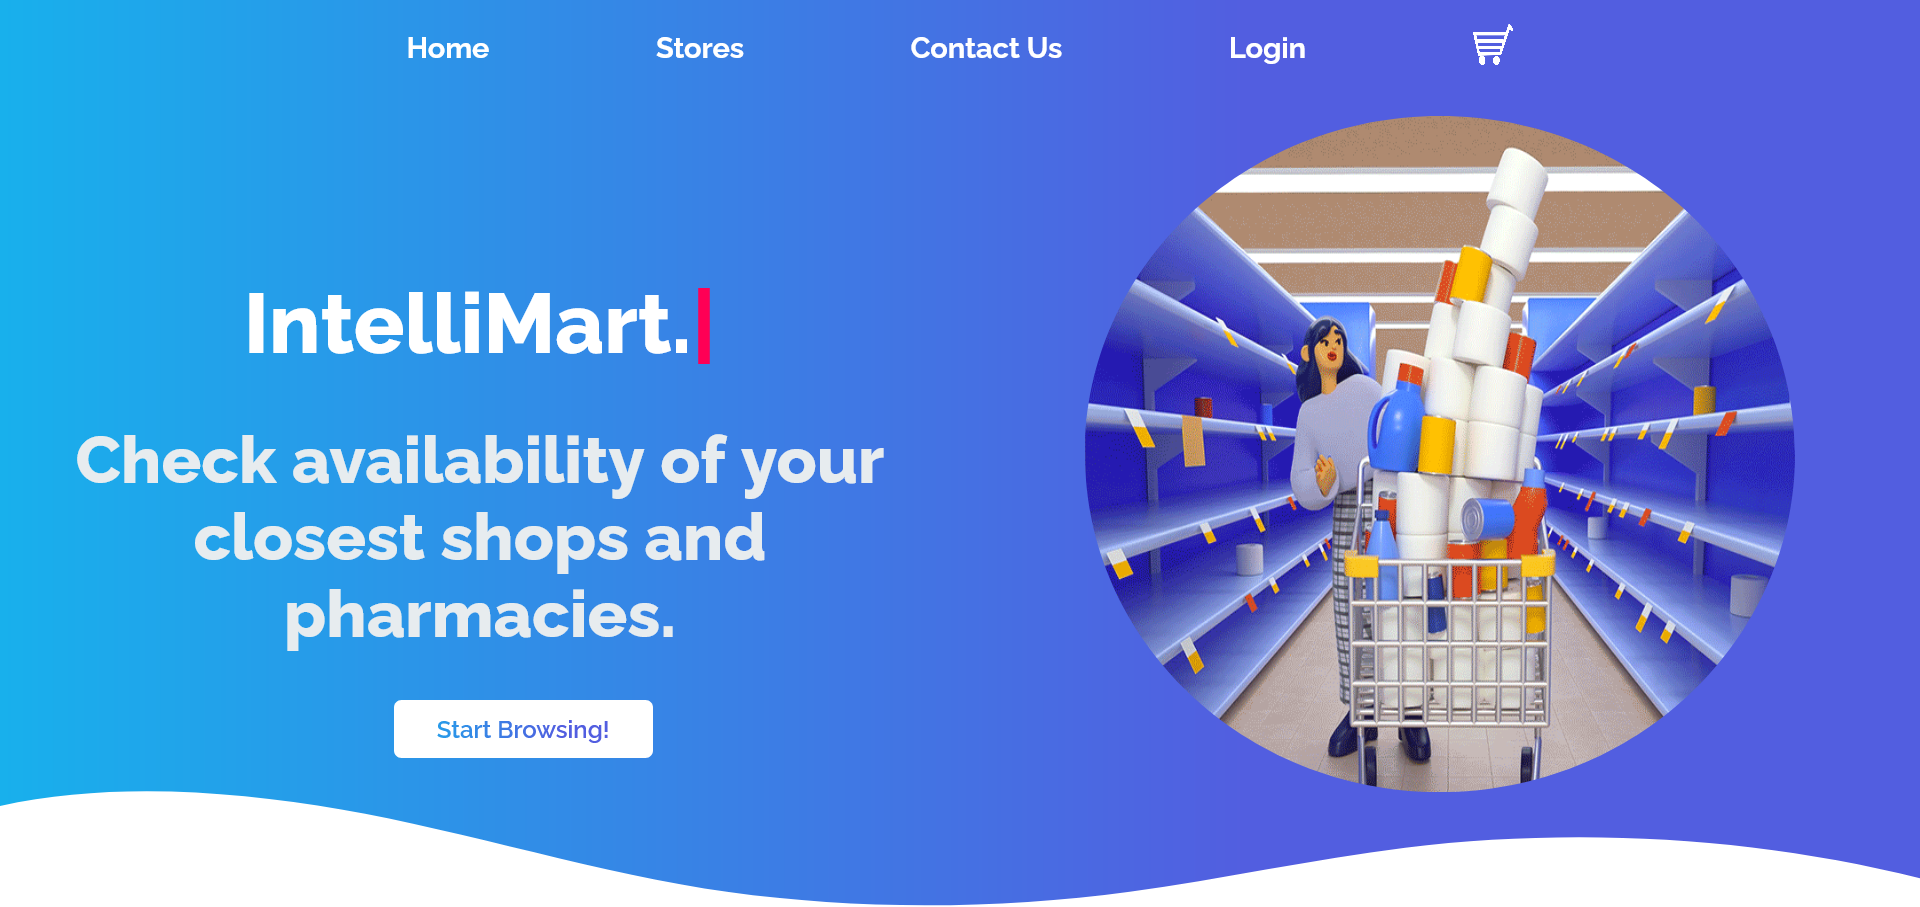 Home Stores Contact Us Login
IntelliMart.
Check availability of your
closest shops and
pharmacies.
Start Browsing!